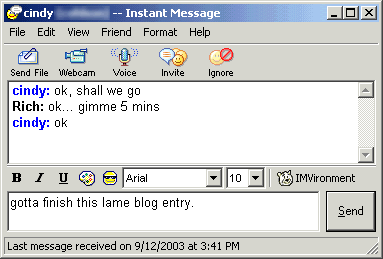 cindy -- Instant Message
File Edit View Friend Format Help
Send File Webcam Voice Invite Ignore
cindy: ok, shall we go
Rich: ok... gimme 5 mins
cindy: ok
B I U Arial 10 IMVironment
gotta finish this lame blog entry.
Send
Last message received on 9/12/2003 at 3:41 PM